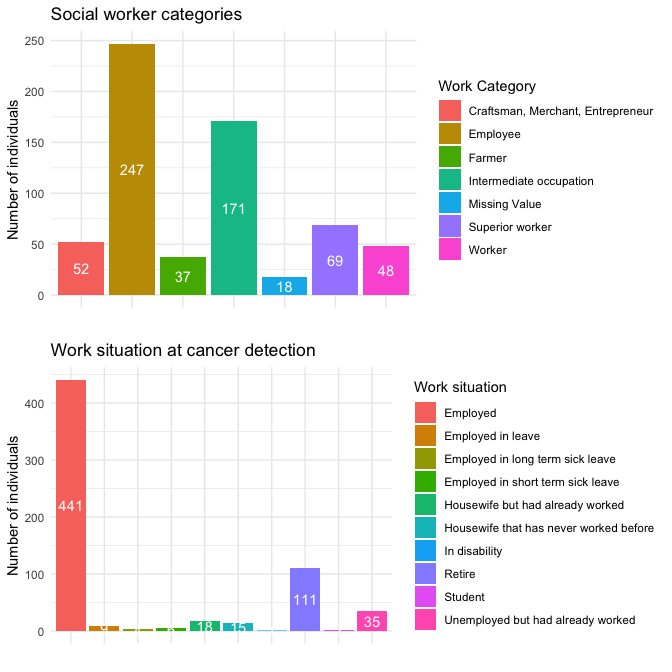 Social worker categories
Number of individuals
250
200
150
100
50
0
52
247
37
171
18
69
48
Work Category
Craftsman, Merchant, Entrepreneur
Employee
Farmer
Intermediate occupation
Missing Value
Superior worker
Worker
Work situation at cancer detection
Number of individuals
400
300
200
100
0
441
9
18
15
111
35
Work situation
Employed
Employed in leave
Employed in long term sick leave
Employed in short term sick leave
Housewife but had already worked
Housewife that has never worked before
In disability
Retire
Student
Unemployed but had already worked